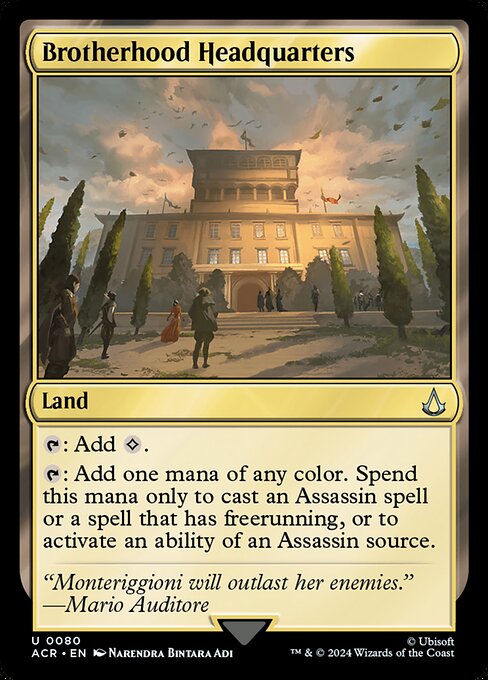 Brotherhood Headquarters
Land
: Add .
: Add one mana of any color. Spend
this mana only to cast an Assassin spell
or a spell that has freerunning, or to
activate an ability of an Assassin source.
“Monteriggioni will outlast her enemies.”
—Mario Auditore
U 0080
ACR • EN Narendra Bintara Adi
© Ubisoft
™ & © 2024 Wizards of the Coast